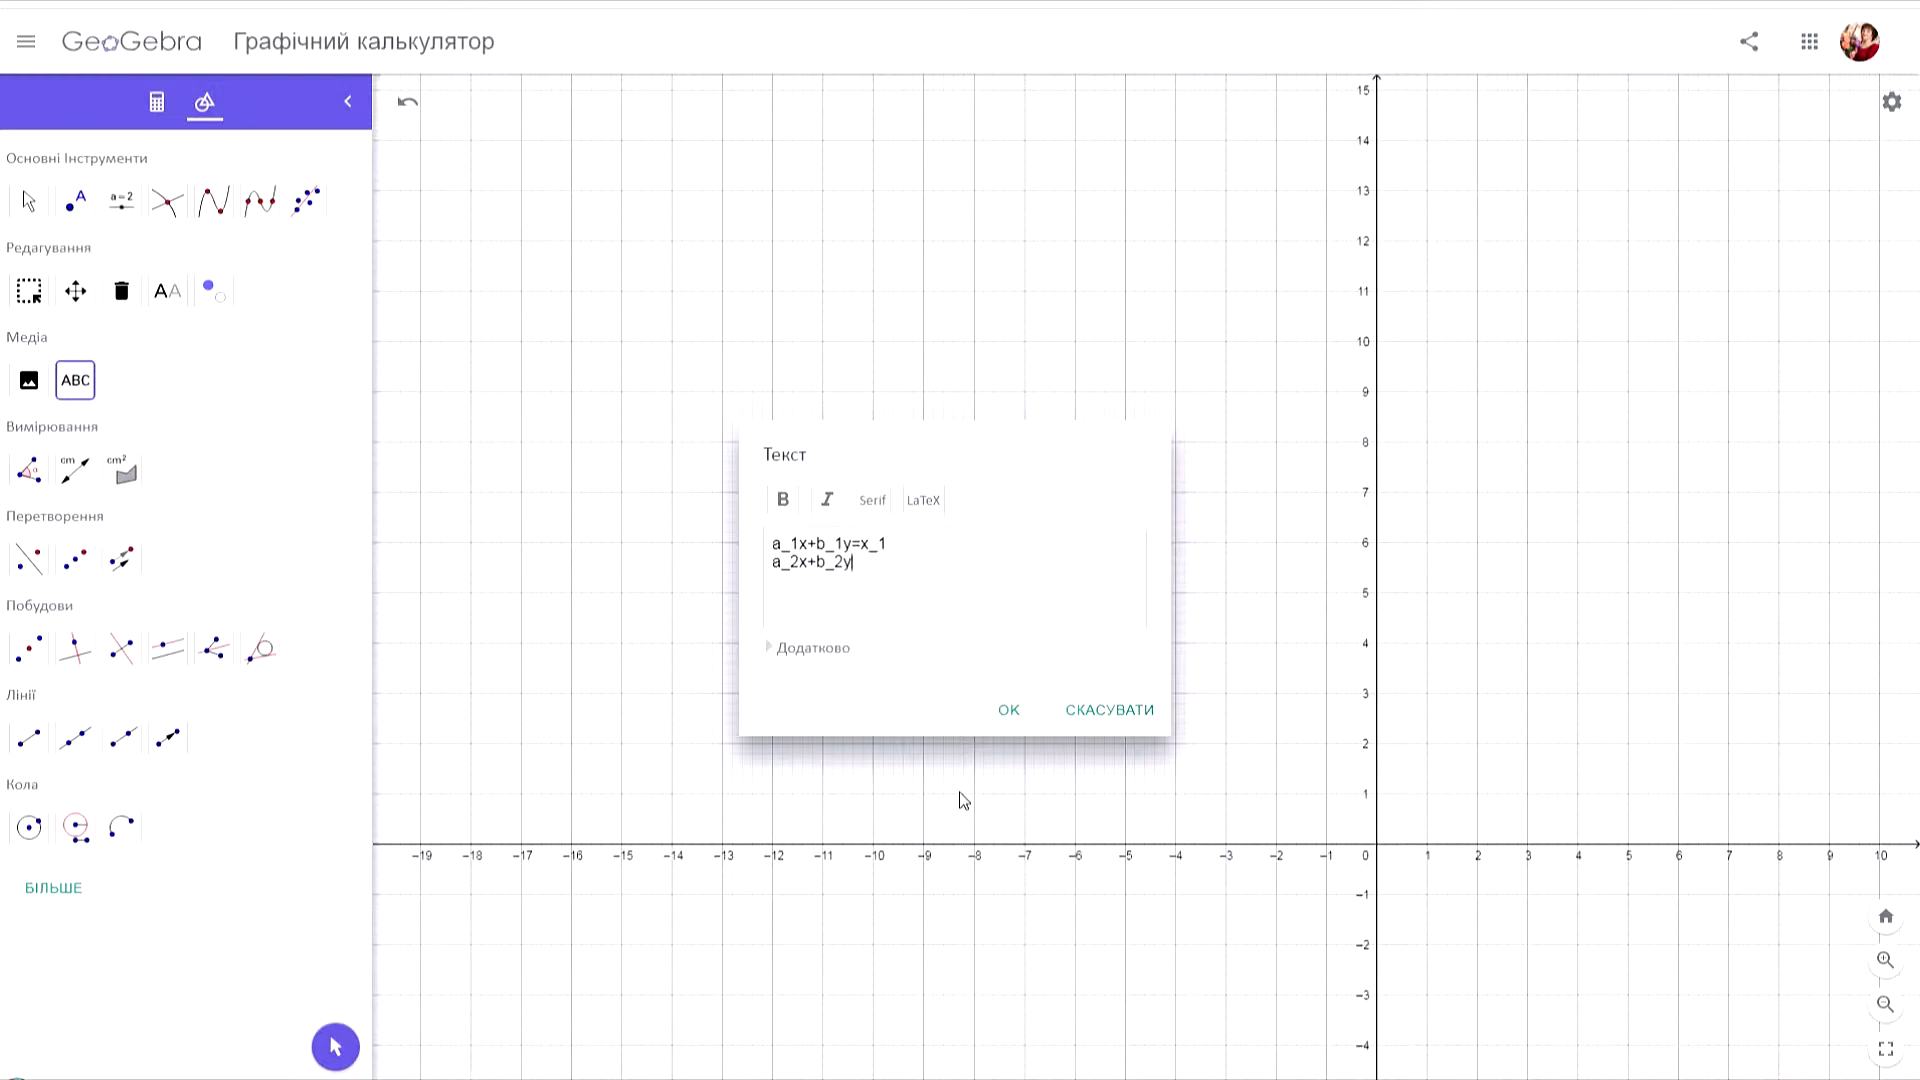 GeoGebra Графічний калькулятор
Основні Інструменти
A a=2
Редагування
AA
Медіа
ABC
Вимірювання
α cm cm²
Перетворення
Побудови
Лінії
Кола
БІЛЬШЕ
Текст
B I Serif LaTeX
a_1x+b_1y=x_1
a_2x+b_2y
Додатково
OK СКАСУВАТИ
15
14
13
12
11
10
9
8
7
6
5
4
3
2
1
−19 −18 −17 −16 −15 −14 −13 −12 −11 −10 −9 −8 −7 −6 −5 −4 −3 −2 −1 0 1 2 3 4 5 6 7 8 9 10
−1
−2
−3
−4